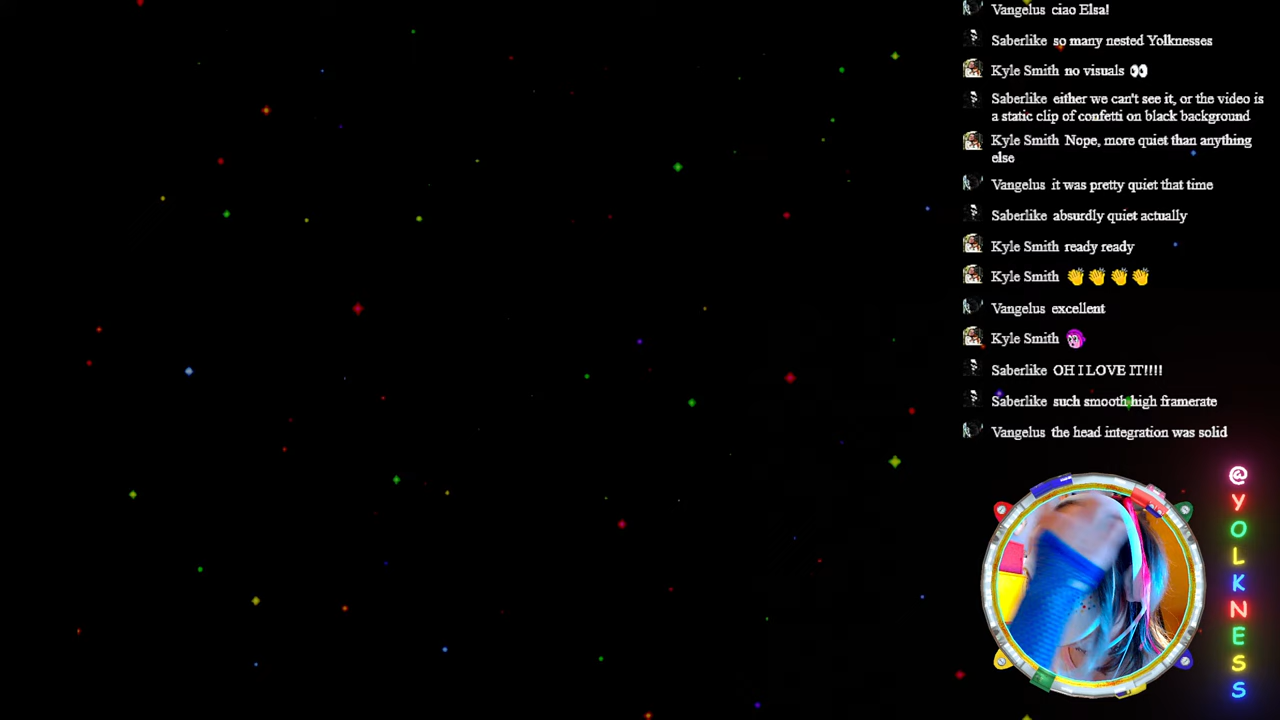 Vangelus ciao Elsa!
Saberlike so many nested Yolknesses
Kyle Smith no visuals 👀
Saberlike either we can't see it, or the video is
a static clip of confetti on black background
Kyle Smith Nope, more quiet than anything
else
Vangelus it was pretty quiet that time
Saberlike absurdly quiet actually
Kyle Smith ready ready
Kyle Smith 👏👏👏👏
Vangelus excellent
Kyle Smith
Saberlike OH I LOVE IT!!!!
Saberlike such smooth high framerate
Vangelus the head integration was solid
@YOLKNESS